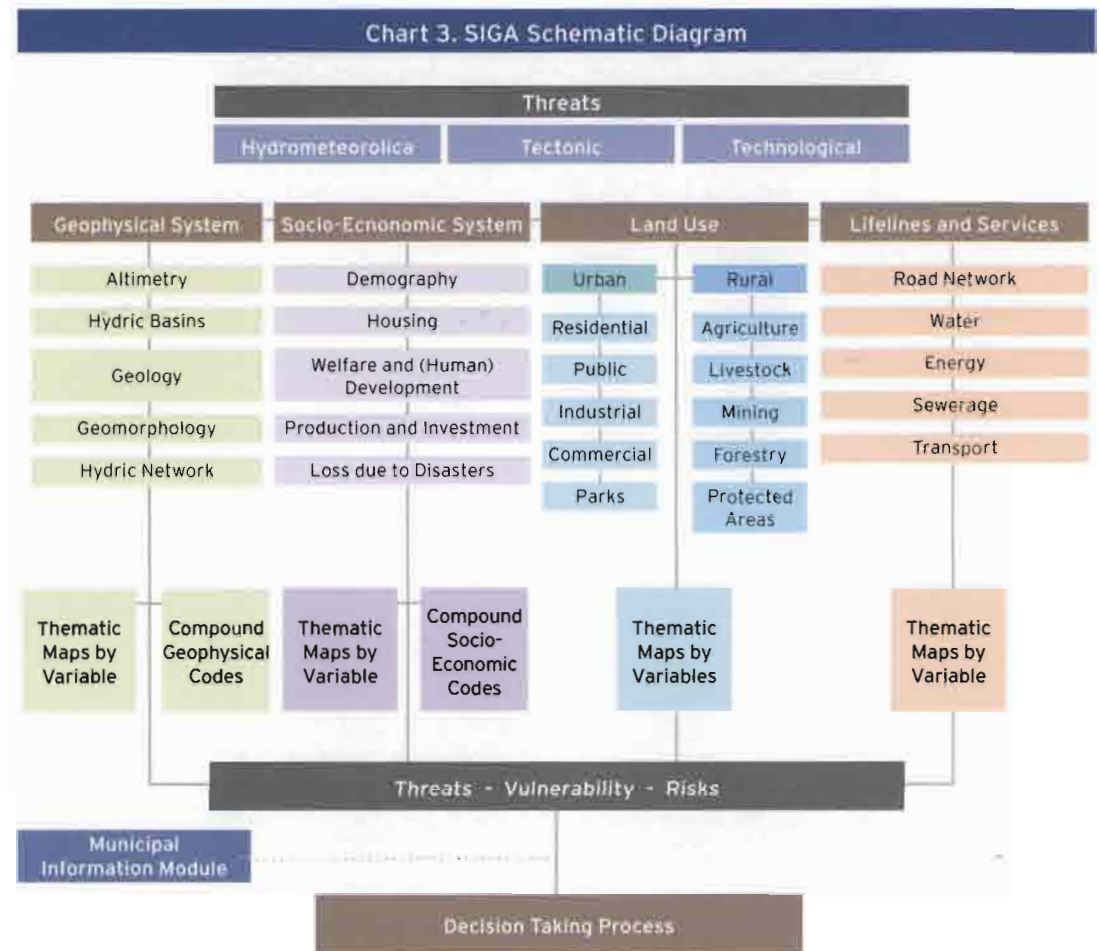 Chart 3. SIGA Schematic Diagram
Threats
Hydrometeorolica
Tectonic
Technological
Geophysical System
Socio-Ecnonomic System
Land Use
Lifelines and Services
Altimetry
Hydric Basins
Geology
Geomorphology
Hydric Network
Demography
Housing
Welfare and (Human)
Development
Production and Investment
Loss due to Disasters
Urban
Residential
Public
Industrial
Commercial
Parks
Rural
Agriculture
Livestock
Mining
Forestry
Protected
Areas
Road Network
Water
Energy
Sewerage
Transport
Thematic
Maps by
Variable
Compound
Geophysical
Codes
Thematic
Maps by
Variable
Compound
Socio-
Economic
Codes
Thematic
Maps by
Variables
Thematic
Maps by
Variable
Threats - Vulnerability - Risks
Municipal
Information Module
Decision Taking Process